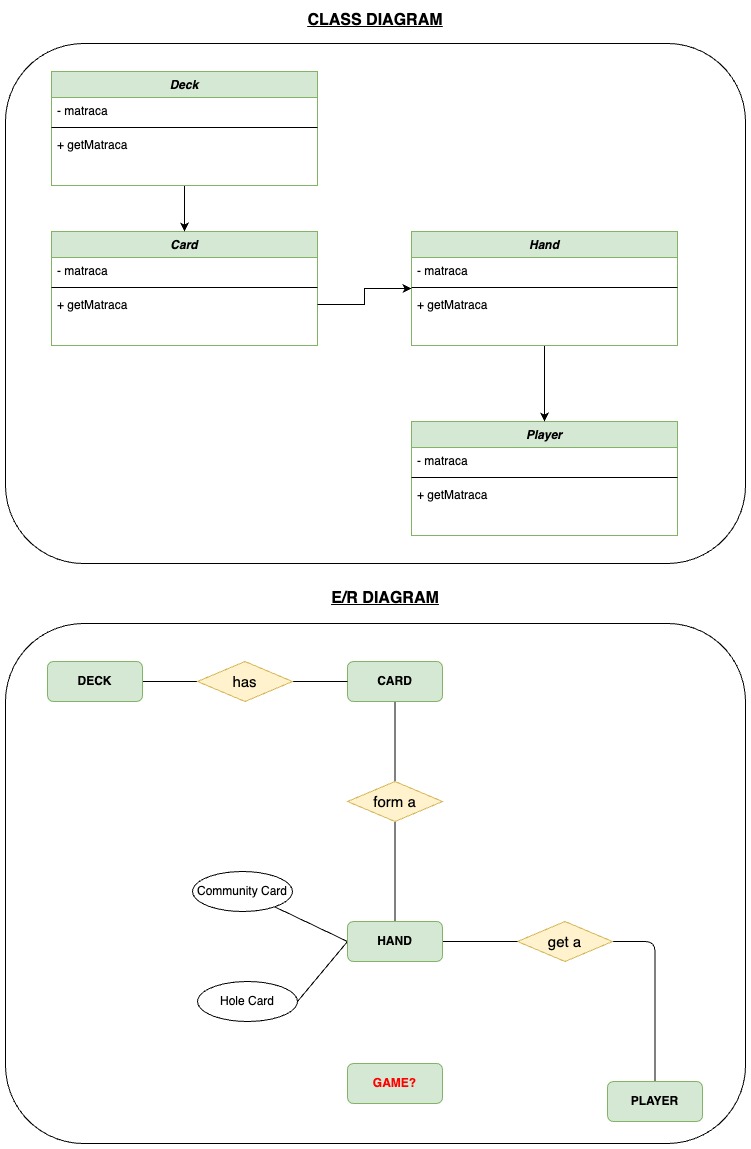 CLASS DIAGRAM
Deck
- matraca
+ getMatraca
Card
- matraca
+ getMatraca
Hand
- matraca
+ getMatraca
Player
- matraca
+ getMatraca
E/R DIAGRAM
DECK
has
CARD
form a
Community Card
HAND
get a
Hole Card
GAME?
PLAYER